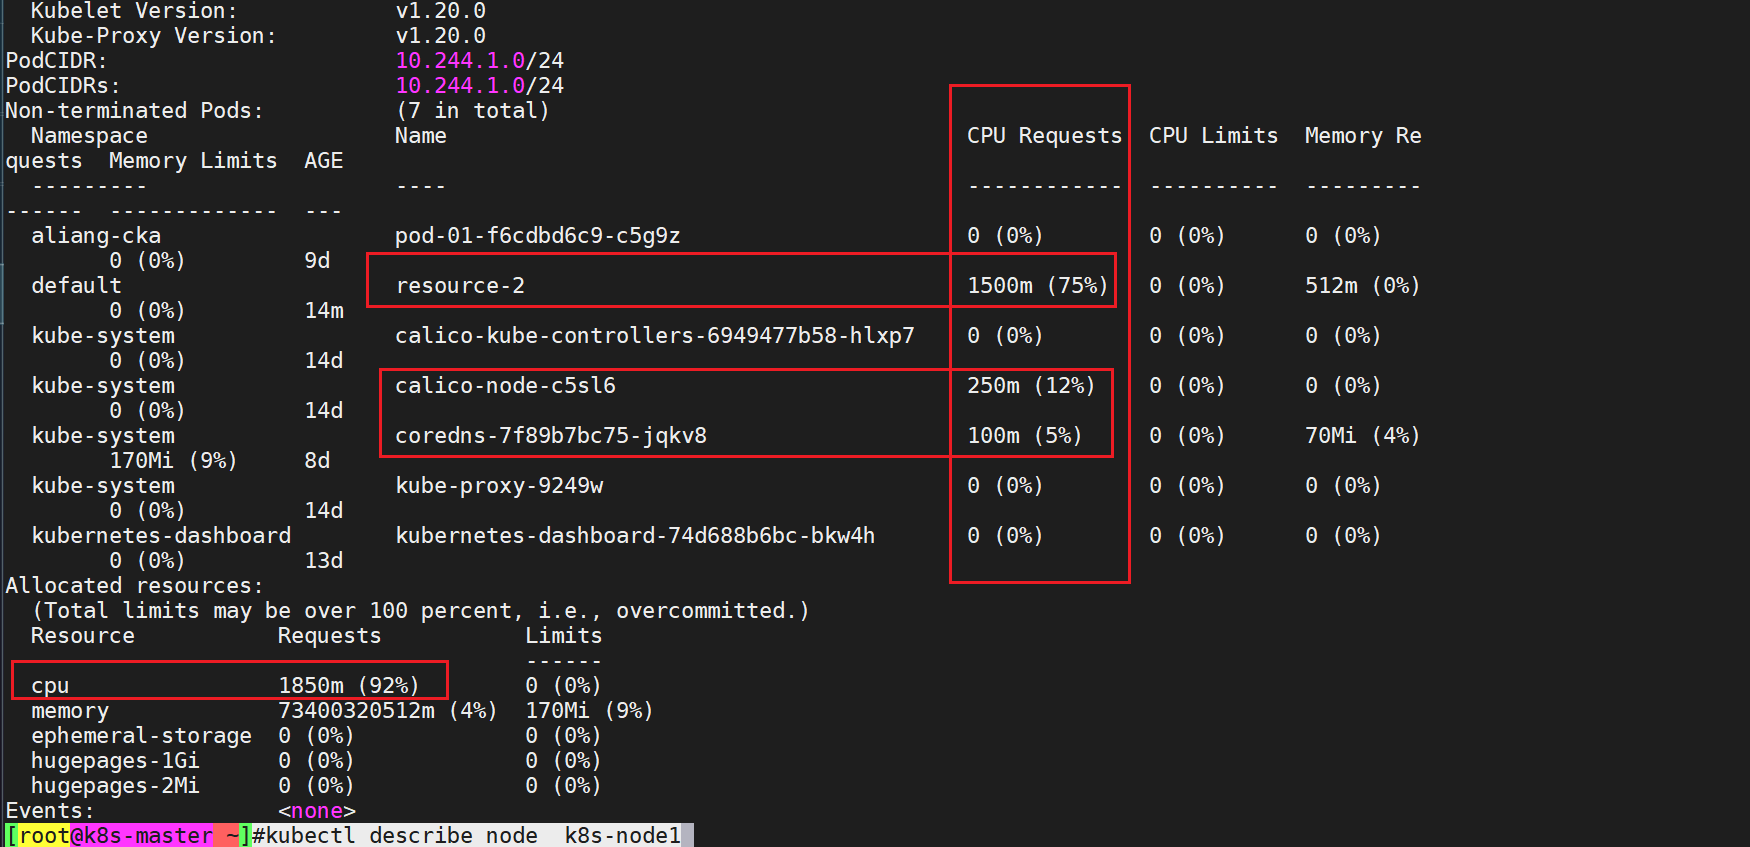 Kubelet Version:            v1.20.0
  Kube-Proxy Version:         v1.20.0
PodCIDR:                      10.244.1.0/24
PodCIDRs:                     10.244.1.0/24
Non-terminated Pods:          (7 in total)
  Namespace                   Name                                        CPU Requests  CPU Limits  Memory Re
quests  Memory Limits  AGE
  ---------                   ----                                        ------------  ----------  ---------
------  -------------  ---
  aliang-cka                  pod-01-f6cdbd6c9-c5g9z                      0 (0%)        0 (0%)      0 (0%)
        0 (0%)         9d
  default                     resource-2                                  1500m (75%)   0 (0%)      512m (0%)
        0 (0%)         14m
  kube-system                 calico-kube-controllers-6949477b58-hlxp7    0 (0%)        0 (0%)      0 (0%)
        0 (0%)         14d
  kube-system                 calico-node-c5sl6                           250m (12%)    0 (0%)      0 (0%)
        0 (0%)         14d
  kube-system                 coredns-7f89b7bc75-jqkv8                    100m (5%)     0 (0%)      70Mi (4%)
        170Mi (9%)     8d
  kube-system                 kube-proxy-9249w                            0 (0%)        0 (0%)      0 (0%)
        0 (0%)         14d
  kubernetes-dashboard        kubernetes-dashboard-74d688b6bc-bkw4h       0 (0%)        0 (0%)      0 (0%)
        0 (0%)         13d
Allocated resources:
  (Total limits may be over 100 percent, i.e., overcommitted.)
  Resource           Requests           Limits
                                        ------
  cpu                1850m (92%)        0 (0%)
  memory             73400320512m (4%)  170Mi (9%)
  ephemeral-storage  0 (0%)             0 (0%)
  hugepages-1Gi      0 (0%)             0 (0%)
  hugepages-2Mi      0 (0%)             0 (0%)
Events:              <none>
[root@k8s-master ~]#kubectl describe node  k8s-node1